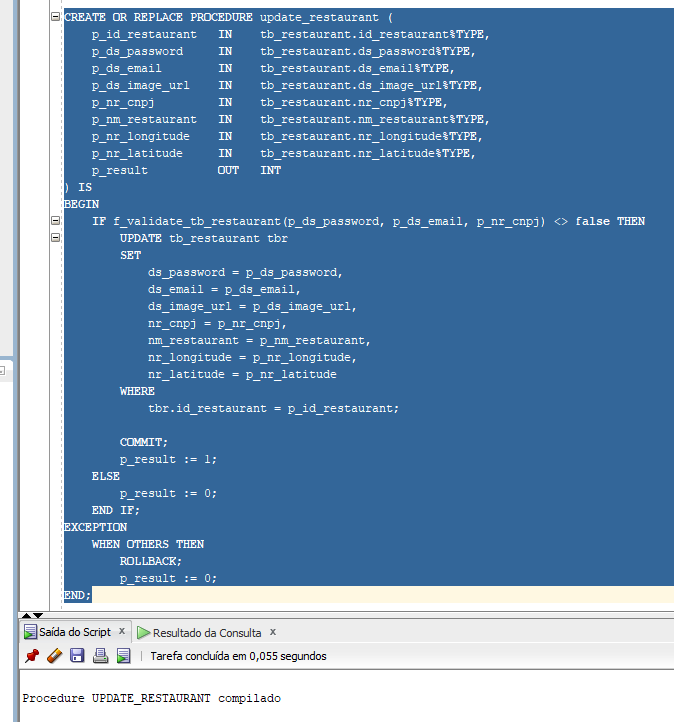 CREATE OR REPLACE PROCEDURE update_restaurant (
    p_id_restaurant   IN    tb_restaurant.id_restaurant%TYPE,
    p_ds_password     IN    tb_restaurant.ds_password%TYPE,
    p_ds_email        IN    tb_restaurant.ds_email%TYPE,
    p_ds_image_url    IN    tb_restaurant.ds_image_url%TYPE,
    p_nr_cnpj         IN    tb_restaurant.nr_cnpj%TYPE,
    p_nm_restaurant   IN    tb_restaurant.nm_restaurant%TYPE,
    p_nr_longitude    IN    tb_restaurant.nr_longitude%TYPE,
    p_nr_latitude     IN    tb_restaurant.nr_latitude%TYPE,
    p_result          OUT   INT
) IS
BEGIN
    IF f_validate_tb_restaurant(p_ds_password, p_ds_email, p_nr_cnpj) <> false THEN
        UPDATE tb_restaurant tbr
        SET
            ds_password = p_ds_password,
            ds_email = p_ds_email,
            ds_image_url = p_ds_image_url,
            nr_cnpj = p_nr_cnpj,
            nm_restaurant = p_nm_restaurant,
            nr_longitude = p_nr_longitude,
            nr_latitude = p_nr_latitude
        WHERE
            tbr.id_restaurant = p_id_restaurant;
        COMMIT;
        p_result := 1;
    ELSE
        p_result := 0;
    END IF;
EXCEPTION
    WHEN OTHERS THEN
        ROLLBACK;
        p_result := 0;
END;
Saída do Script x Resultado da Consulta x
Tarefa concluída em 0,055 segundos
Procedure UPDATE_RESTAURANT compilado